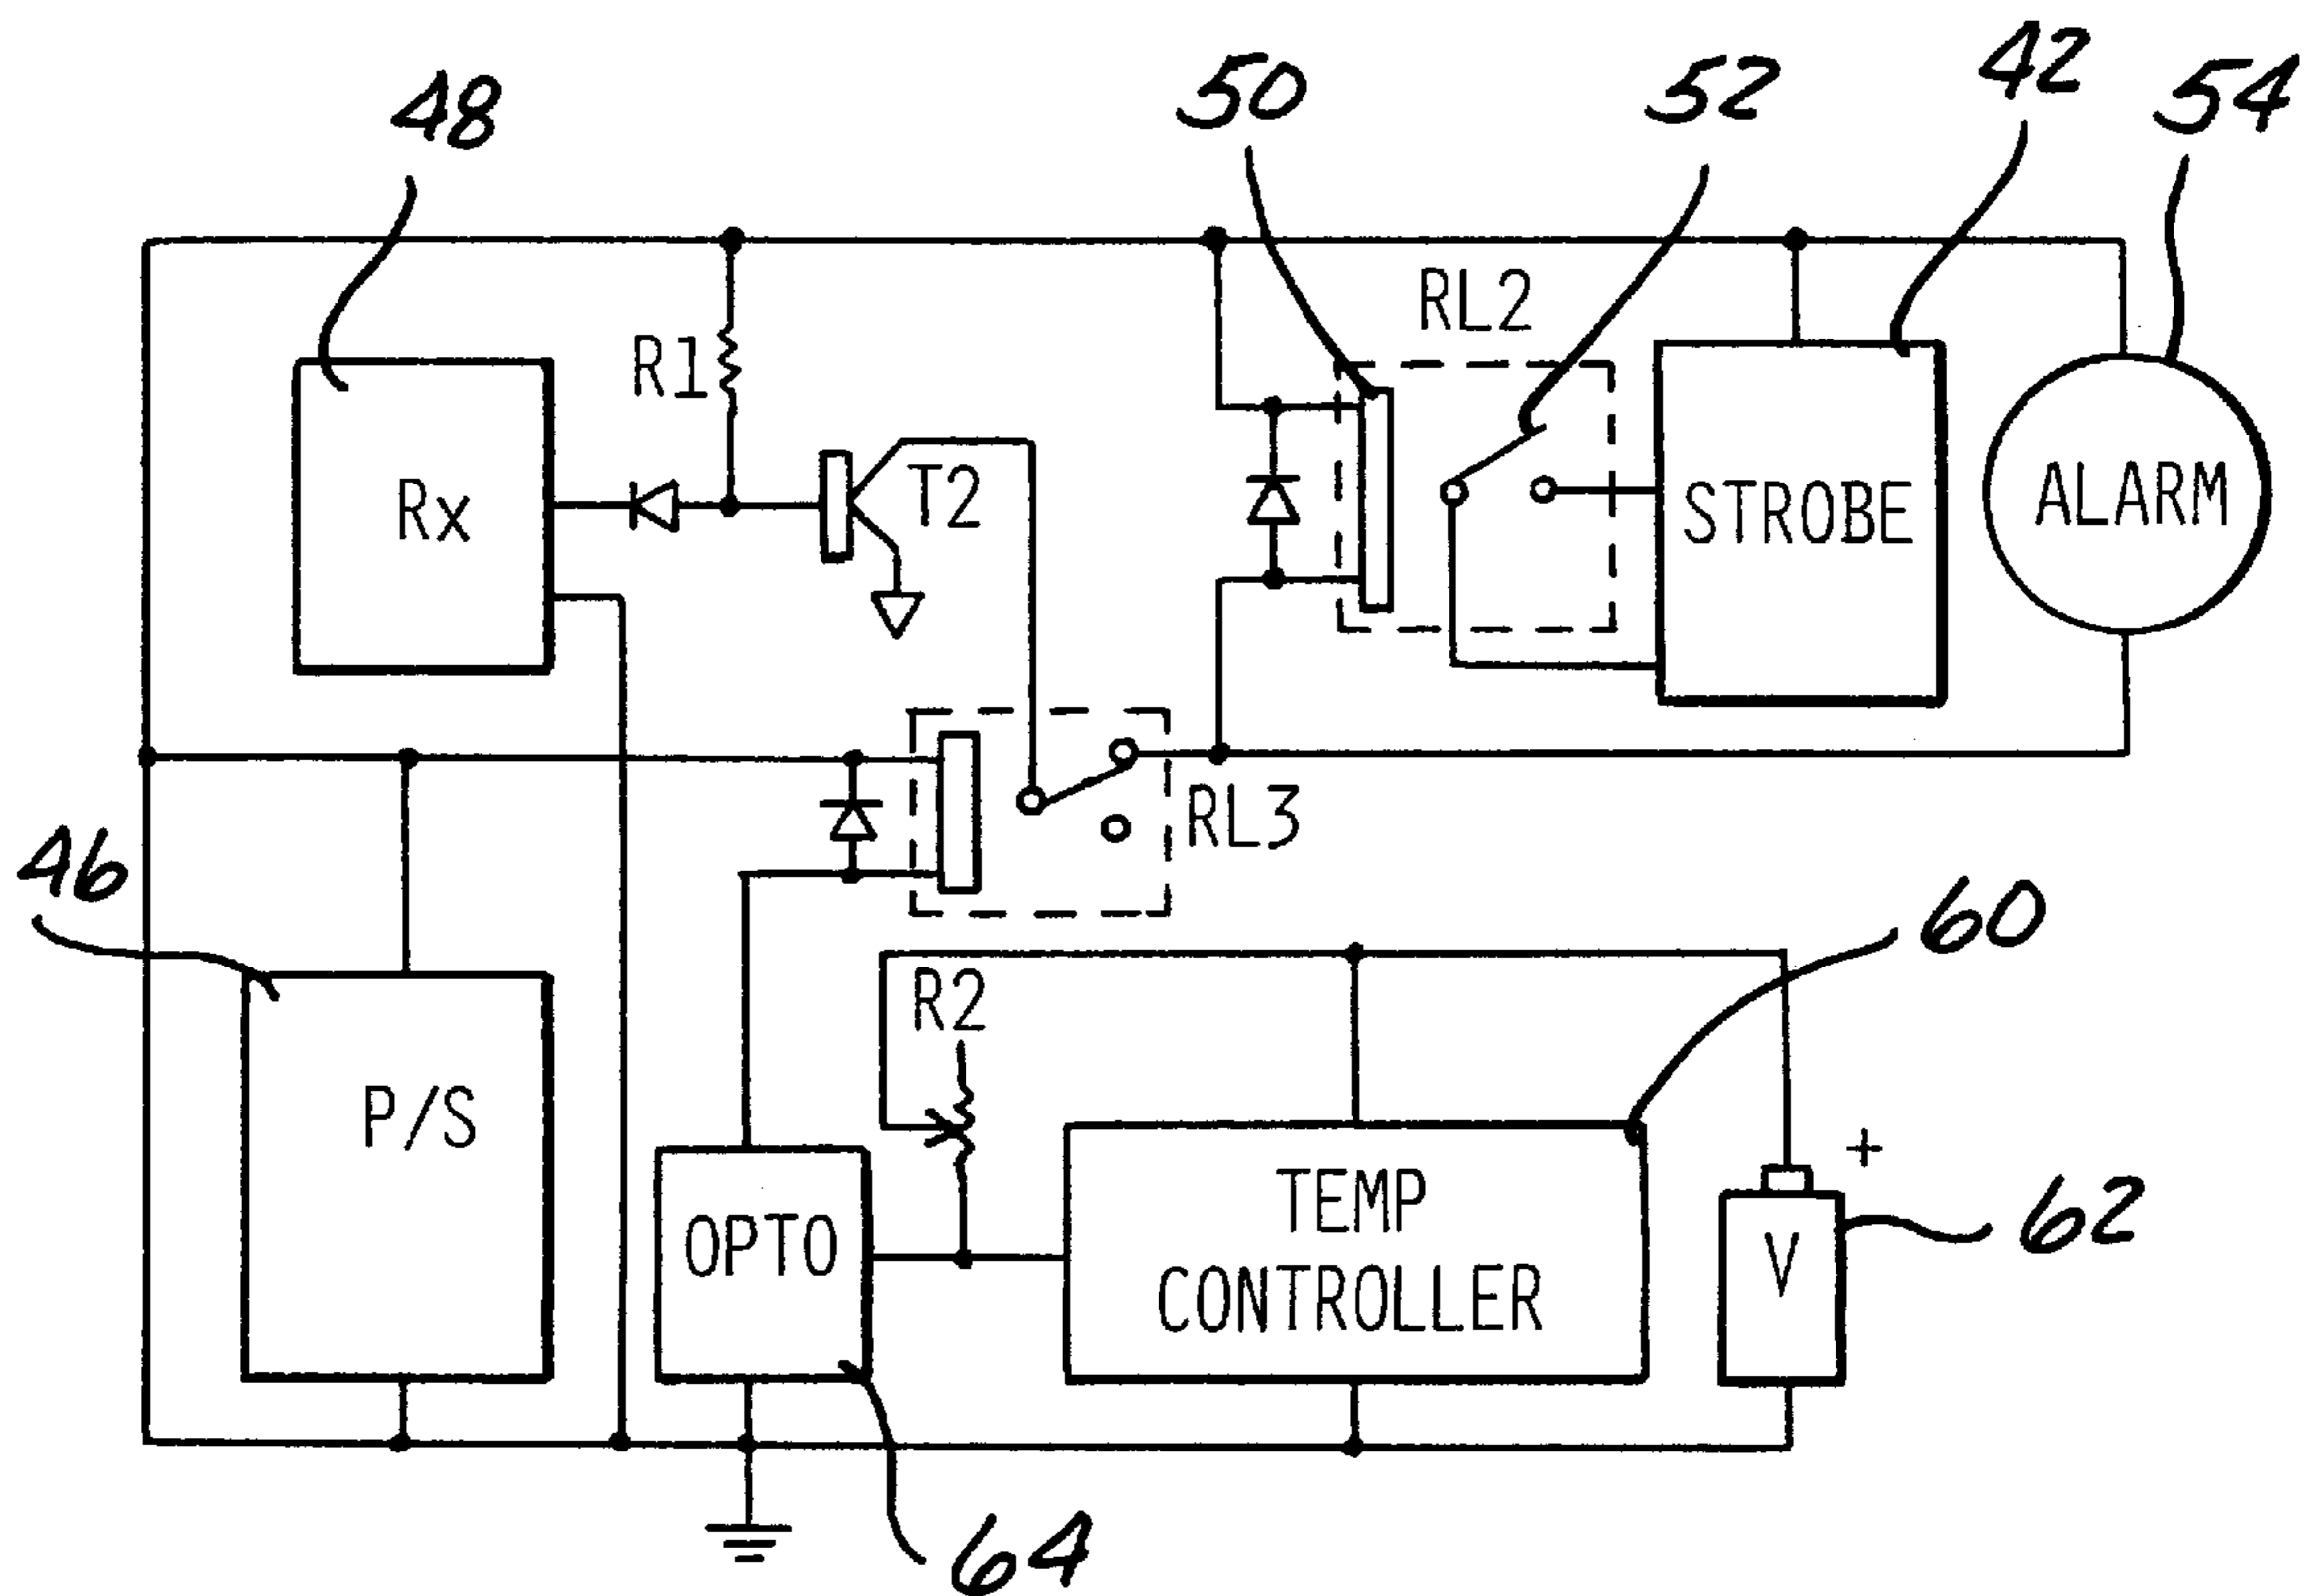 48
50
52
42
54
RL2
R1
Rx
T2
STROBE
ALARM
RL3
46
60
R2
P/S
+
62
OPTO
TEMP
CONTROLLER
V
64